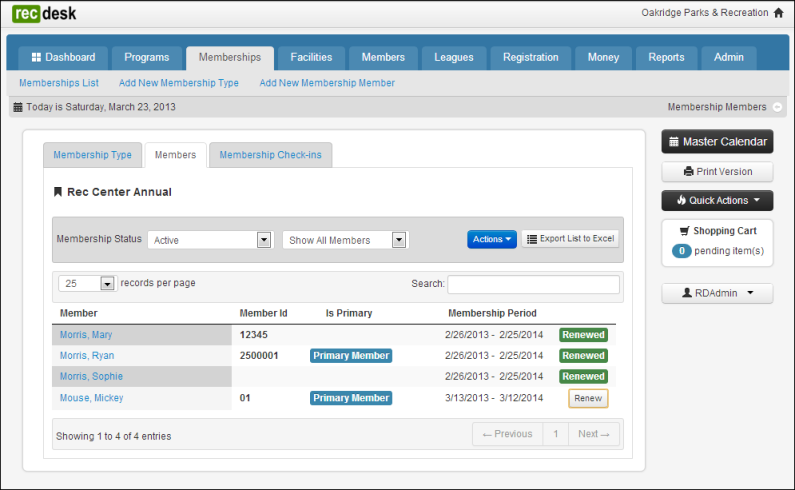 recdesk Oakridge Parks & Recreation
Dashboard Programs Memberships Facilities Members Leagues Registration Money Reports Admin
Memberships List Add New Membership Type Add New Membership Member
Today is Saturday, March 23, 2013 Membership Members
Membership Type Members Membership Check-ins
Master Calendar
Print Version
Quick Actions
Shopping Cart
0 pending item(s)
RDAdmin
Rec Center Annual
Membership Status Active Show All Members Actions Export List to Excel
25 records per page Search:
Member Member Id Is Primary Membership Period
Morris, Mary 12345 2/26/2013 - 2/25/2014 Renewed
Morris, Ryan 2500001 Primary Member 2/26/2013 - 2/25/2014 Renewed
Morris, Sophie 2/26/2013 - 2/25/2014 Renewed
Mouse, Mickey 01 Primary Member 3/13/2013 - 3/12/2014 Renew
Showing 1 to 4 of 4 entries ← Previous 1 Next →